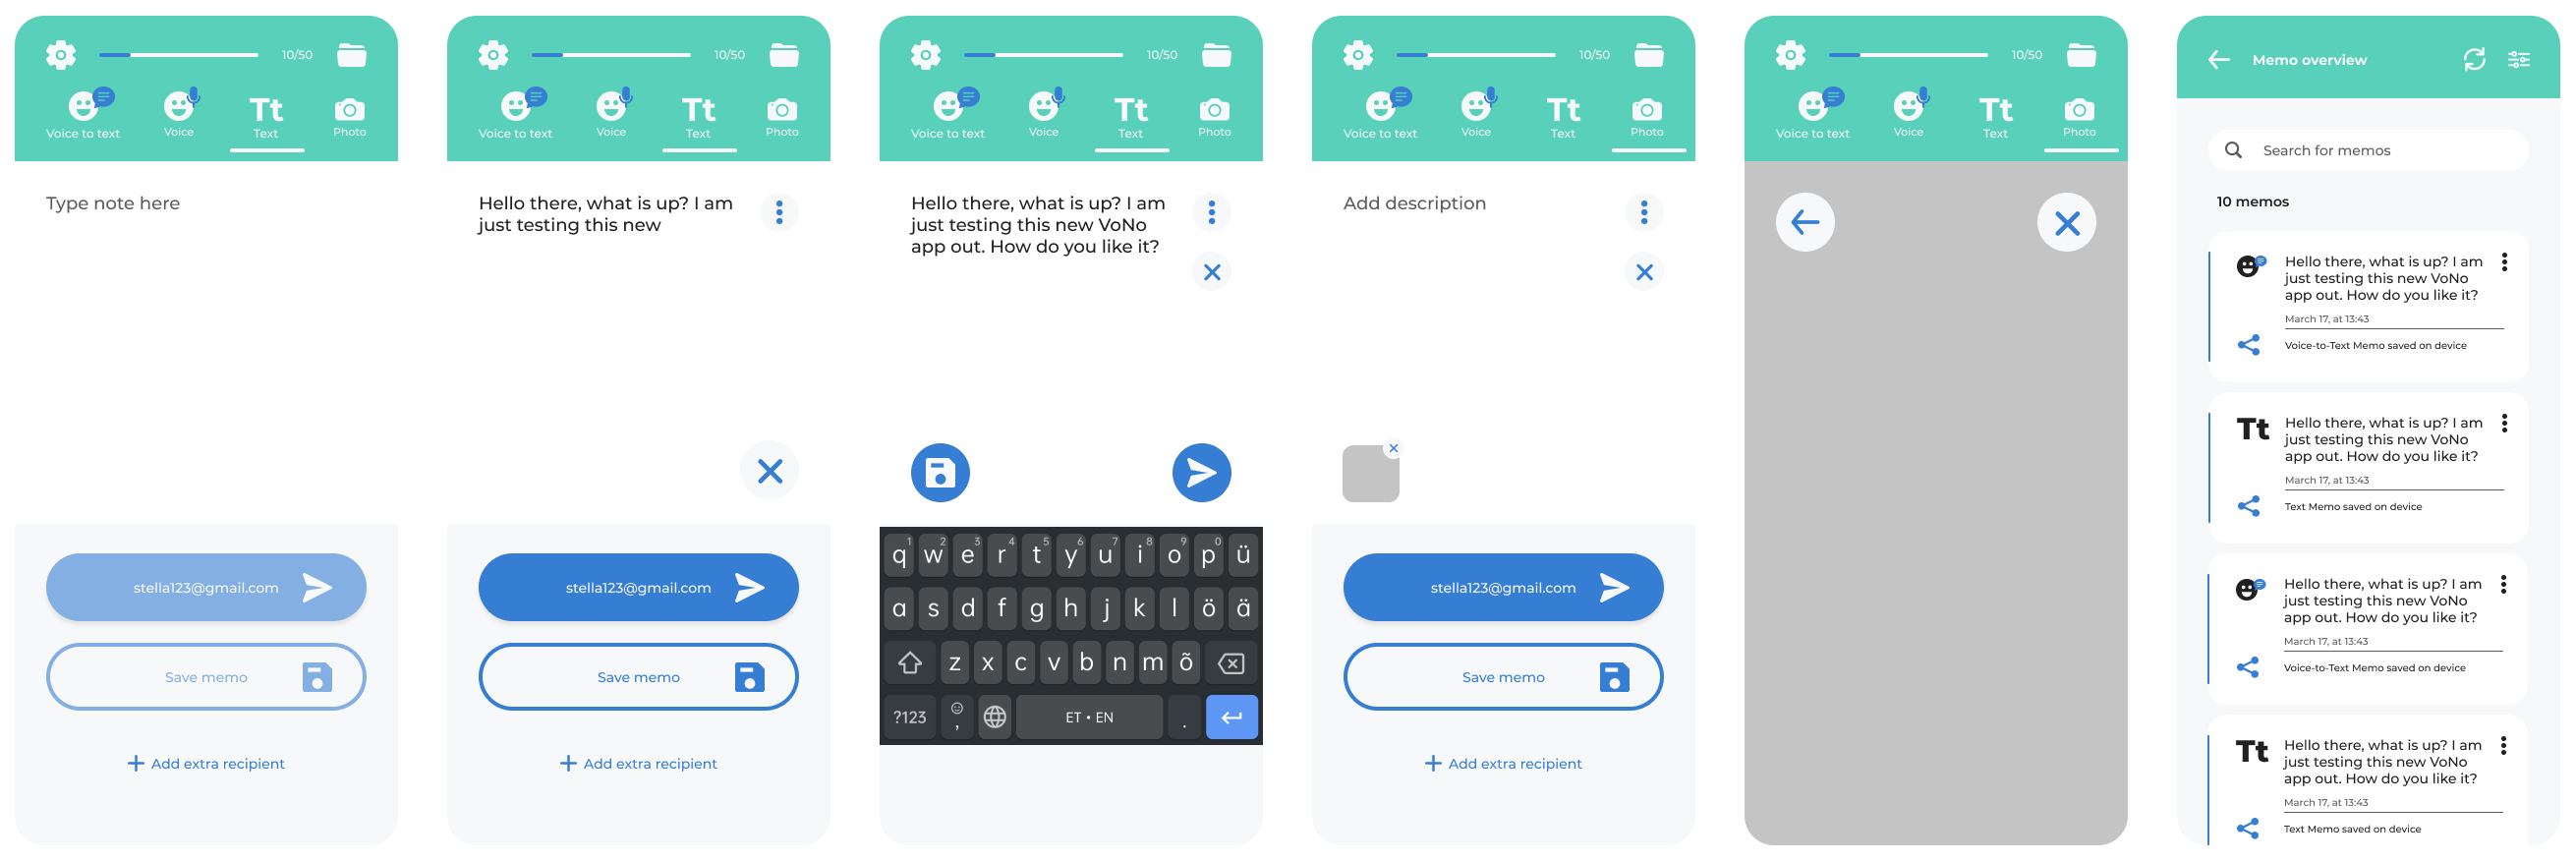 10/50
Voice to text
Voice
Tt
Text
Photo
Type note here
stella123@gmail.com
Save memo
Add extra recipient
10/50
Voice to text
Voice
Tt
Text
Photo
Hello there, what is up? I am
just testing this new
stella123@gmail.com
Save memo
Add extra recipient
10/50
Voice to text
Voice
Tt
Text
Photo
Hello there, what is up? I am
just testing this new VoNo
app out. How do you like it?
1 2 3 4 5 6 7 8 9 0
q w e r t y u i o p ü
a s d f g h j k l ö ä
z x c v b n m õ
?123 , ET • EN .
10/50
Voice to text
Voice
Tt
Text
Photo
Add description
stella123@gmail.com
Save memo
Add extra recipient
10/50
Voice to text
Voice
Tt
Text
Photo
Memo overview
Search for memos
10 memos
Hello there, what is up? I am
just testing this new VoNo
app out. How do you like it?
March 17, at 13:43
Voice-to-Text Memo saved on device
Tt
Hello there, what is up? I am
just testing this new VoNo
app out. How do you like it?
March 17, at 13:43
Text Memo saved on device
Hello there, what is up? I am
just testing this new VoNo
app out. How do you like it?
March 17, at 13:43
Voice-to-Text Memo saved on device
Tt
Hello there, what is up? I am
just testing this new VoNo
app out. How do you like it?
March 17, at 13:43
Text Memo saved on device